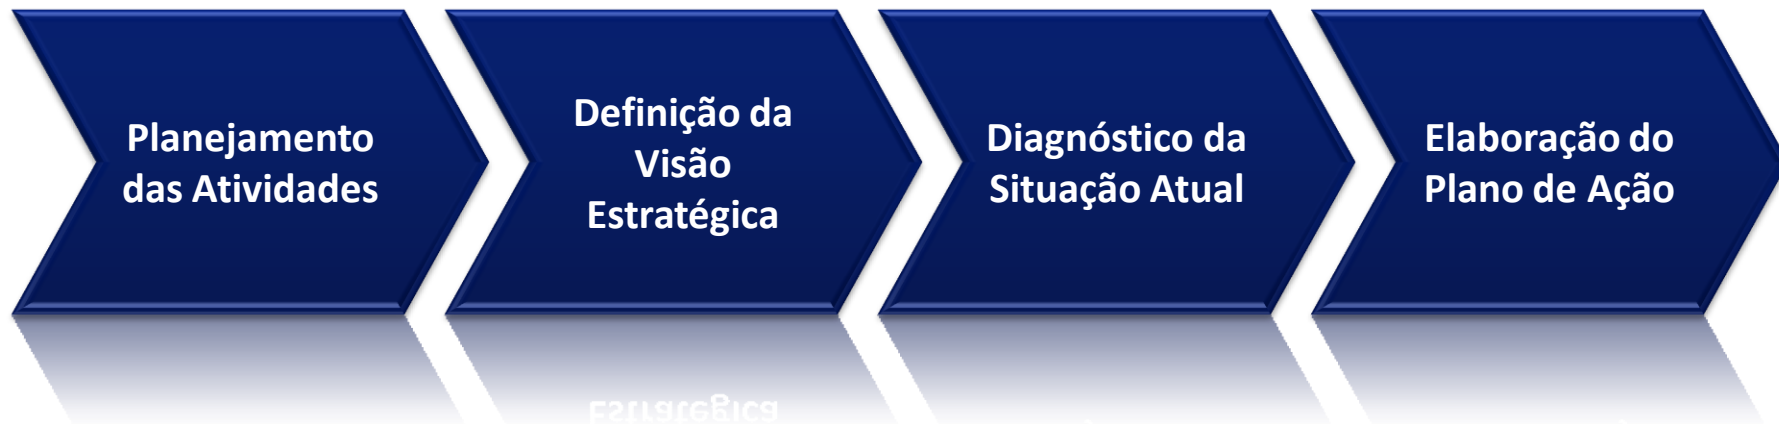 Planejamento
das Atividades
Definição da
Visão
Estratégica
Diagnóstico da
Situação Atual
Elaboração do
Plano de Ação